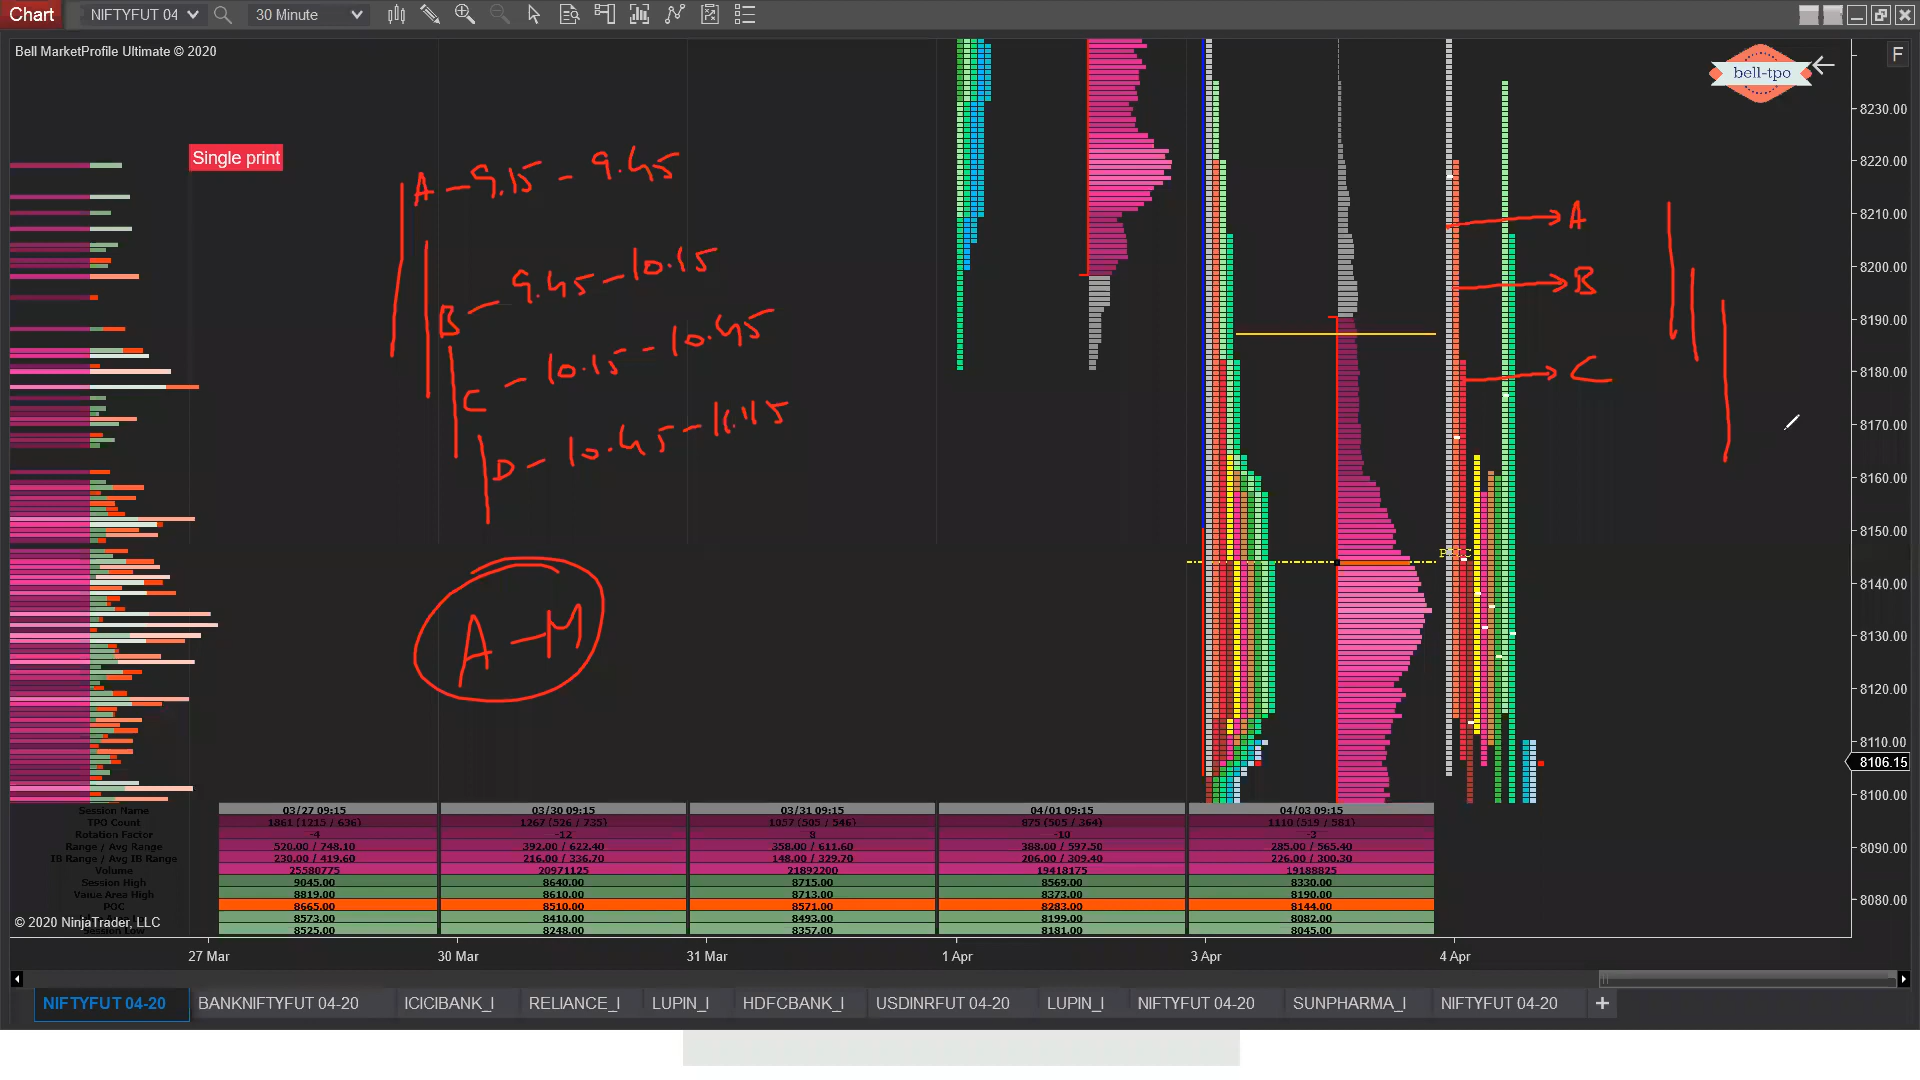 Chart NIFTYFUT 04 30 Minute
Bell MarketProfile Ultimate © 2020
F
bell-tpo
Single print
A - 9.15 - 9.45
B - 9.45 - 10.15
C - 10.15 - 10.45
D - 10.45 - 11.15
A - M
A
B
C
8230.00
8220.00
8210.00
8200.00
8190.00
8180.00
8170.00
8160.00
8150.00
8140.00
8130.00
8120.00
8110.00
8106.15
8100.00
8090.00
8080.00
Session Name 03/27 09:15 03/30 09:15 03/31 09:15 04/01 09:15 04/03 09:15
TPO Count 1861 (1215 / 636) 1267 (526 / 735) 1057 (505 / 546) 875 (505 / 364) 1110 (519 / 581)
Rotation Factor -4 -12 8 -10 -3
Range / Avg Range 520.00 / 748.10 392.00 / 622.40 358.00 / 611.60 388.00 / 597.50 285.00 / 565.40
IB Range / Avg IB Range 230.00 / 419.60 216.00 / 336.70 148.00 / 329.70 206.00 / 309.40 226.00 / 300.30
Volume 25580775 20971125 21892200 19418175 19188825
Session High 9045.00 8640.00 8715.00 8569.00 8330.00
Value Area High 8819.00 8610.00 8713.00 8373.00 8190.00
POC 8665.00 8510.00 8571.00 8283.00 8144.00
8573.00 8410.00 8493.00 8199.00 8082.00
Session Low 8525.00 8248.00 8357.00 8181.00 8045.00
© 2020 NinjaTrader, LLC
27 Mar 30 Mar 31 Mar 1 Apr 3 Apr 4 Apr
NIFTYFUT 04-20 BANKNIFTYFUT 04-20 ICICIBANK_I RELIANCE_I LUPIN_I HDFCBANK_I USDINRFUT 04-20 LUPIN_I NIFTYFUT 04-20 SUNPHARMA_I NIFTYFUT 04-20 +